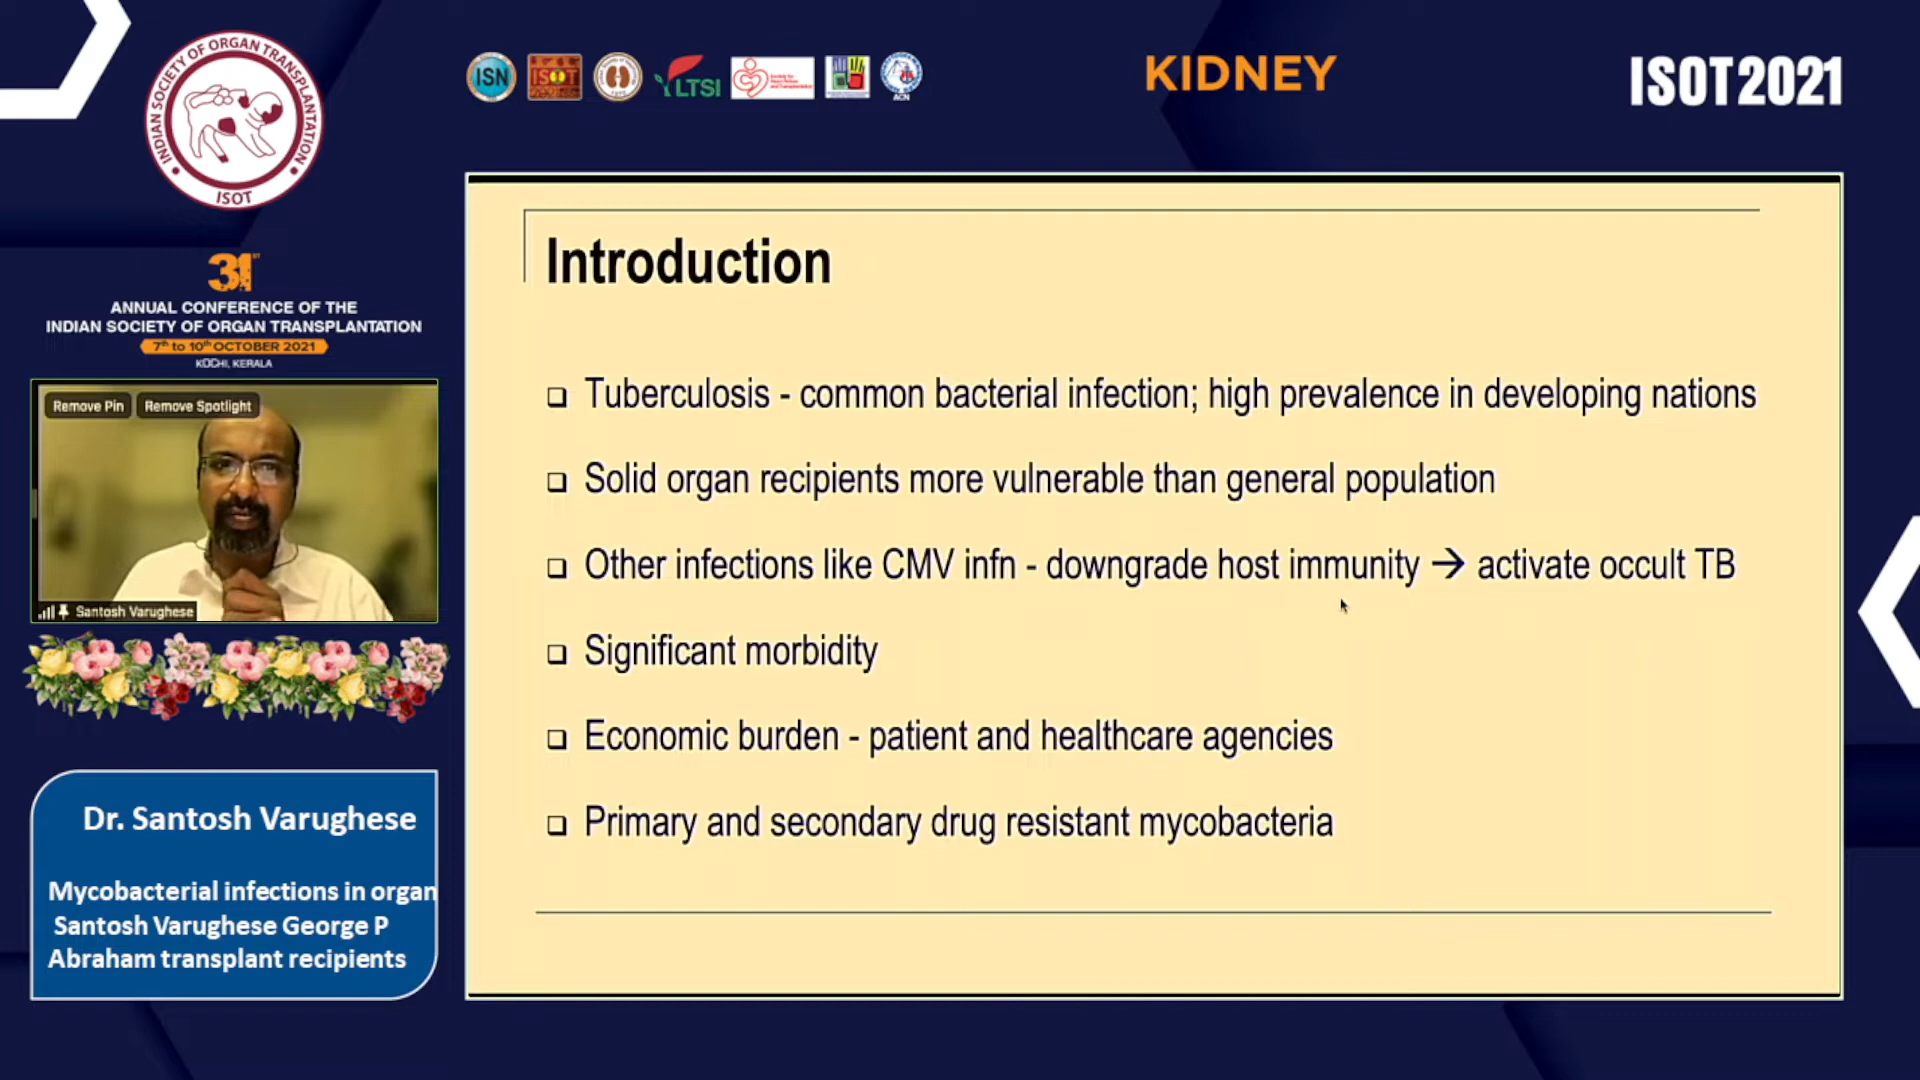 INDIAN SOCIETY OF ORGAN TRANSPLANTATION
ISOT
ISN
ISOT
LTSI
ACN
KIDNEY
ISOT2021
31ST
ANNUAL CONFERENCE OF THE
INDIAN SOCIETY OF ORGAN TRANSPLANTATION
7th to 10th OCTOBER 2021
KOCHI, KERALA
Remove Pin
Remove Spotlight
Santosh Varughese
Dr. Santosh Varughese
Mycobacterial infections in organ
Santosh Varughese George P
Abraham transplant recipients
Introduction
Tuberculosis - common bacterial infection; high prevalence in developing nations
Solid organ recipients more vulnerable than general population
Other infections like CMV infn - downgrade host immunity → activate occult TB
Significant morbidity
Economic burden - patient and healthcare agencies
Primary and secondary drug resistant mycobacteria